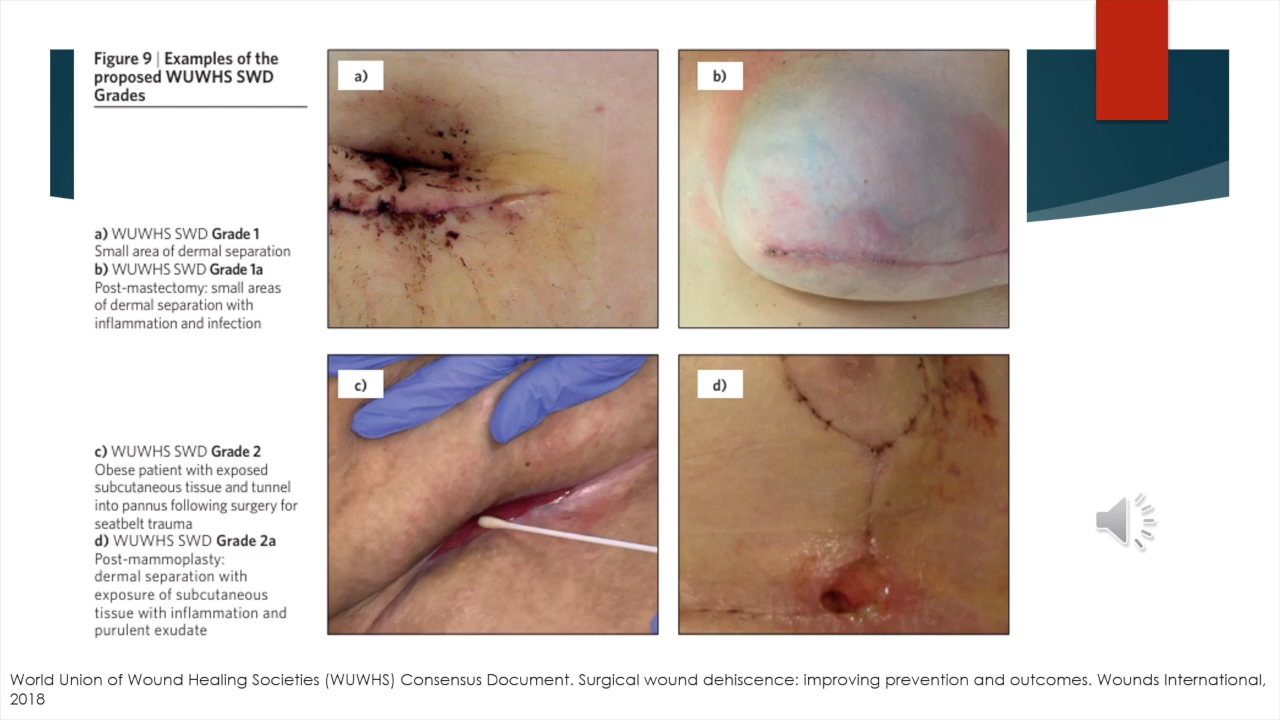 Figure 9 | Examples of the
proposed WUWHS SWD
Grades
a)
b)
a) WUWHS SWD Grade 1
Small area of dermal separation
b) WUWHS SWD Grade 1a
Post-mastectomy: small areas
of dermal separation with
inflammation and infection
c)
d)
c) WUWHS SWD Grade 2
Obese patient with exposed
subcutaneous tissue and tunnel
into pannus following surgery for
seatbelt trauma
d) WUWHS SWD Grade 2a
Post-mammoplasty:
dermal separation with
exposure of subcutaneous
tissue with inflammation and
purulent exudate
World Union of Wound Healing Societies (WUWHS) Consensus Document. Surgical wound dehiscence: improving prevention and outcomes. Wounds International,
2018